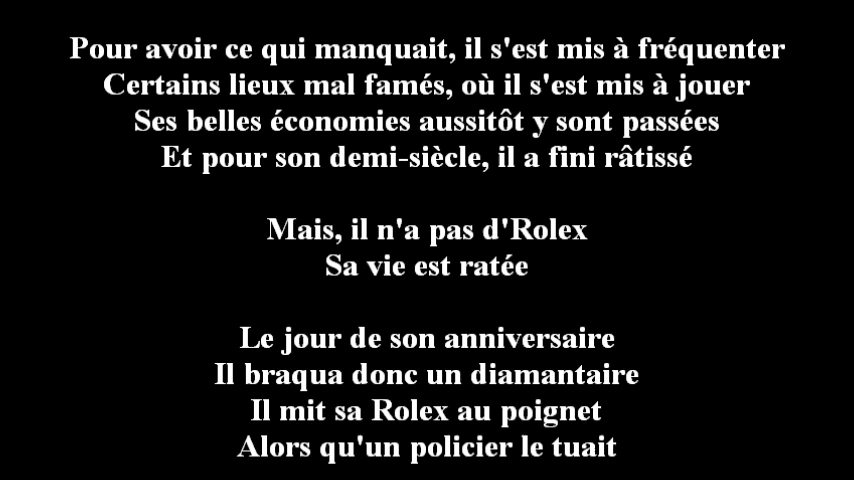 Pour avoir ce qui manquait, il s'est mis à fréquenter
Certains lieux mal famés, où il s'est mis à jouer
Ses belles économies aussitôt y sont passées
Et pour son demi-siècle, il a fini râtissé
Mais, il n'a pas d'Rolex
Sa vie est ratée
Le jour de son anniversaire
Il braqua donc un diamantaire
Il mit sa Rolex au poignet
Alors qu'un policier le tuait